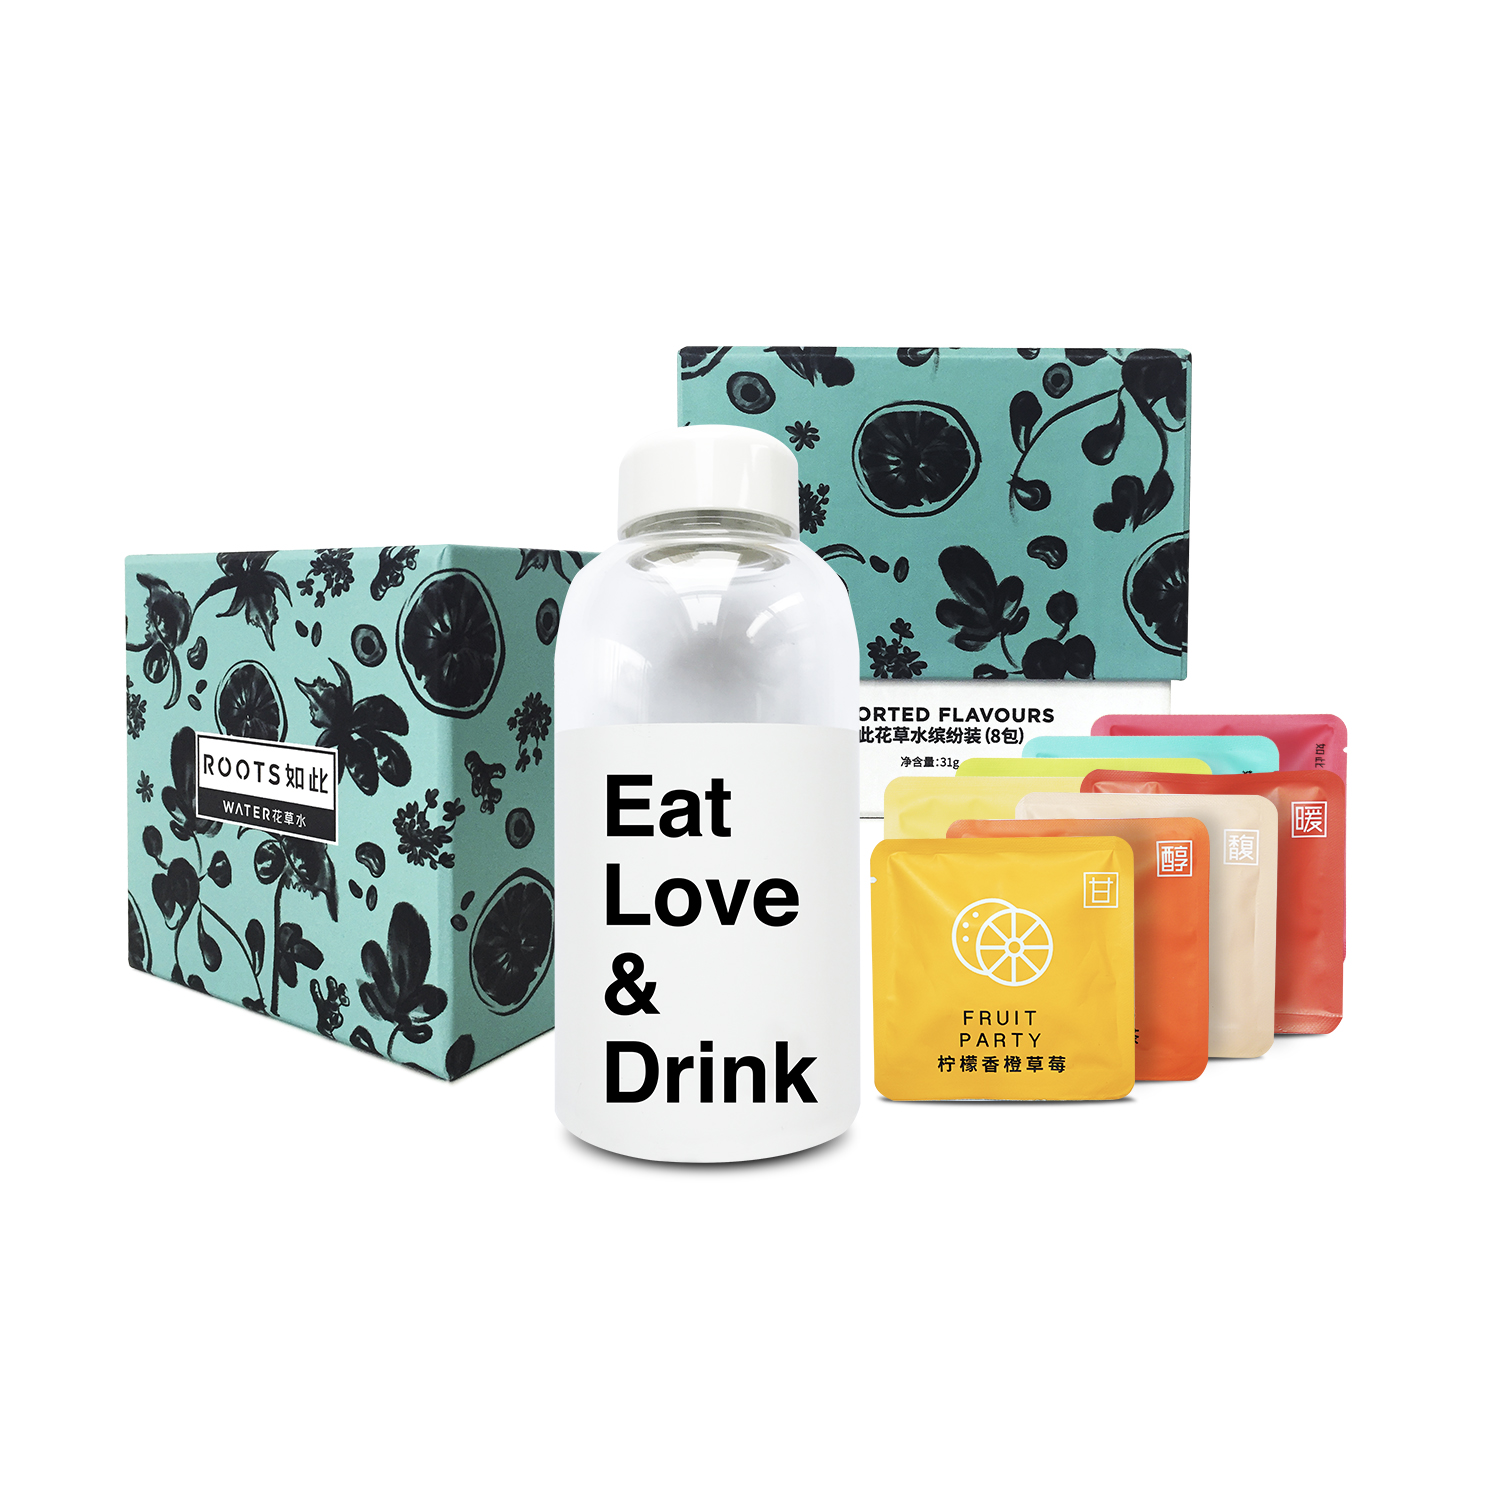 ROOTS如此
WATER花草水
Eat
Love
&
Drink
ORTED FLAVOURS
此花草水缤纷装(8包)
净含量:31g
甘
FRUIT
PARTY
柠檬香橙草莓
醇
馥
暖
如此